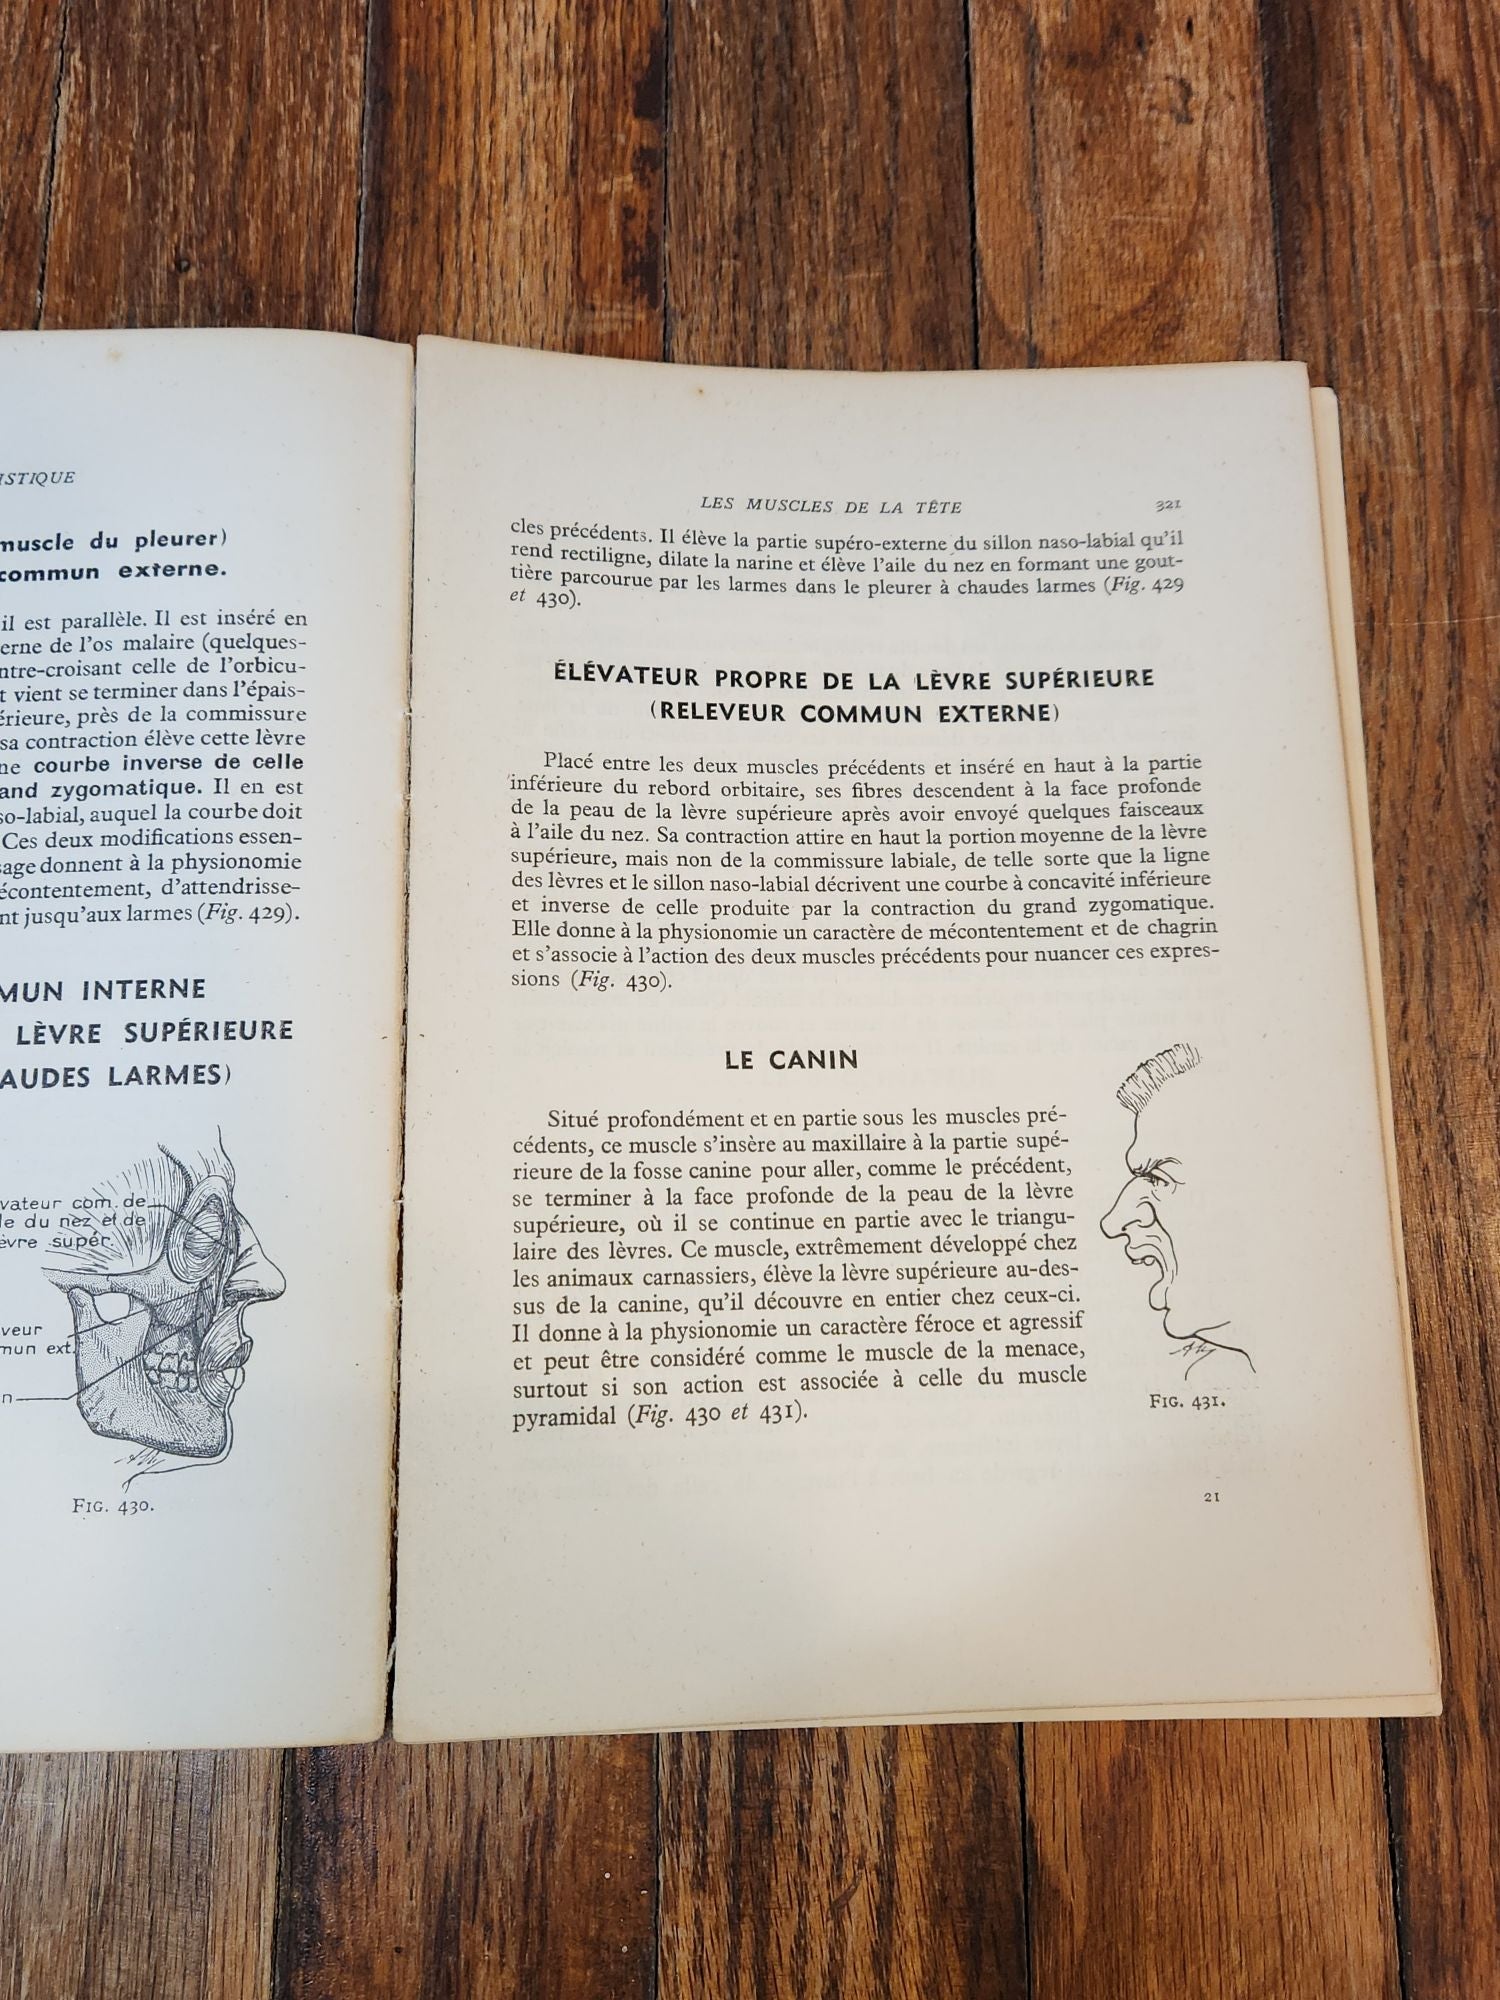 ISTIQUE
muscle du pleurer)
commun externe.
il est parallèle. Il est inséré en
erne de l'os malaire (quelques-
ntre-croisant celle de l'orbicu-
t vient se terminer dans l'épais-
érieure, près de la commissure
sa contraction élève cette lèvre
ne courbe inverse de celle
and zygomatique. Il en est
so-labial, auquel la courbe doit
Ces deux modifications essen-
sage donnent à la physionomie
écontentement, d'attendrisse-
nt jusqu'aux larmes (Fig. 429).
MUN INTERNE
LÈVRE SUPÉRIEURE
AUDES LARMES)
vateur com. de
le du nez et de
èvre supér.
veur
mun ext.
n
FIG. 430.
LES MUSCLES DE LA TÊTE 321
cles précédents. Il élève la partie supéro-externe du sillon naso-labial qu'il
rend rectiligne, dilate la narine et élève l'aile du nez en formant une gout-
tière parcourue par les larmes dans le pleurer à chaudes larmes (Fig. 429
et 430).
ÉLÉVATEUR PROPRE DE LA LÈVRE SUPÉRIEURE
(RELEVEUR COMMUN EXTERNE)
Placé entre les deux muscles précédents et inséré en haut à la partie
inférieure du rebord orbitaire, ses fibres descendent à la face profonde
de la peau de la lèvre supérieure après avoir envoyé quelques faisceaux
à l'aile du nez. Sa contraction attire en haut la portion moyenne de la lèvre
supérieure, mais non de la commissure labiale, de telle sorte que la ligne
des lèvres et le sillon naso-labial décrivent une courbe à concavité inférieure
et inverse de celle produite par la contraction du grand zygomatique.
Elle donne à la physionomie un caractère de mécontentement et de chagrin
et s'associe à l'action des deux muscles précédents pour nuancer ces expres-
sions (Fig. 430).
LE CANIN
Situé profondément et en partie sous les muscles pré-
cédents, ce muscle s'insère au maxillaire à la partie supé-
rieure de la fosse canine pour aller, comme le précédent,
se terminer à la face profonde de la peau de la lèvre
supérieure, où il se continue en partie avec le triangu-
laire des lèvres. Ce muscle, extrêmement développé chez
les animaux carnassiers, élève la lèvre supérieure au-des-
sus de la canine, qu'il découvre en entier chez ceux-ci.
Il donne à la physionomie un caractère féroce et agressif
et peut être considéré comme le muscle de la menace,
surtout si son action est associée à celle du muscle
pyramidal (Fig. 430 et 431).
FIG. 431.
21